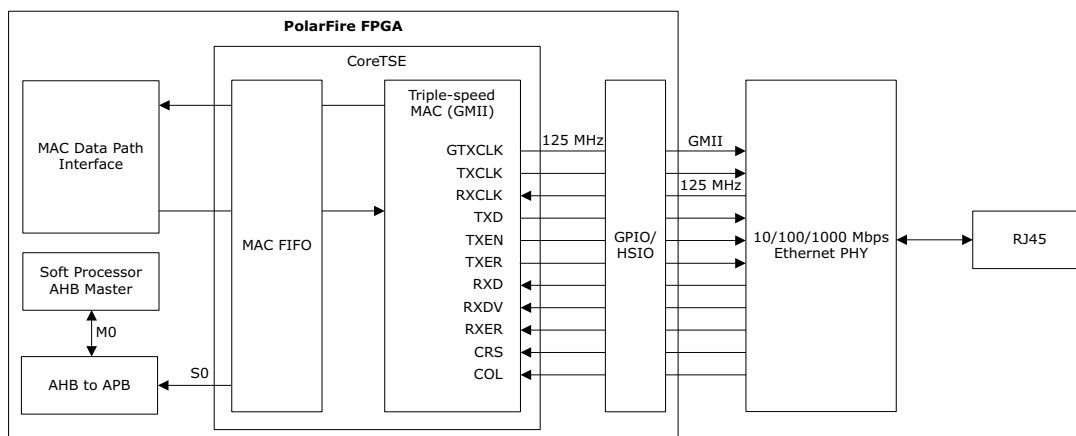 PolarFire FPGA
CoreTSE
MAC Data Path
Interface
Soft Processor
AHB Master
M0
AHB to APB
S0
MAC FIFO
Triple-speed
MAC (GMII)
GTXCLK
TXCLK
RXCLK
TXD
TXEN
TXER
RXD
RXDV
RXER
CRS
COL
125 MHz
GPIO/
HSIO
GMII
125 MHz
10/100/1000 Mbps
Ethernet PHY
RJ45